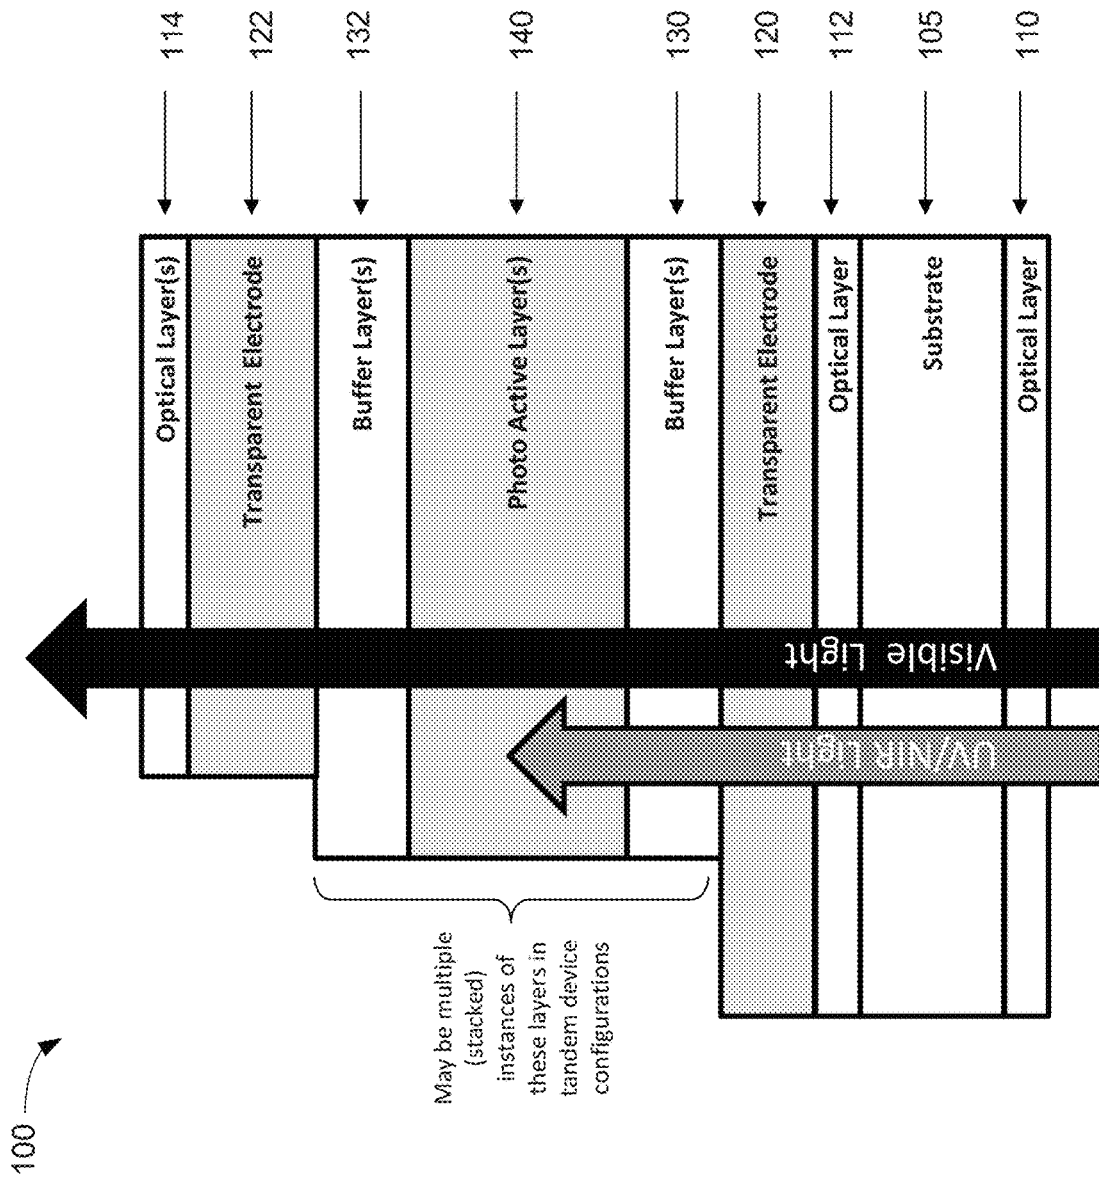 100
114
122
132
140
130
120
112
105
110
Optical Layer(s)
Transparent Electrode
Buffer Layer(s)
Photo Active Layer(s)
Buffer Layer(s)
Transparent Electrode
Optical Layer
Substrate
Optical Layer
Visible Light
UV/NIR Light
May be multiple
(stacked)
instances of
these layers in
tandem device
configurations